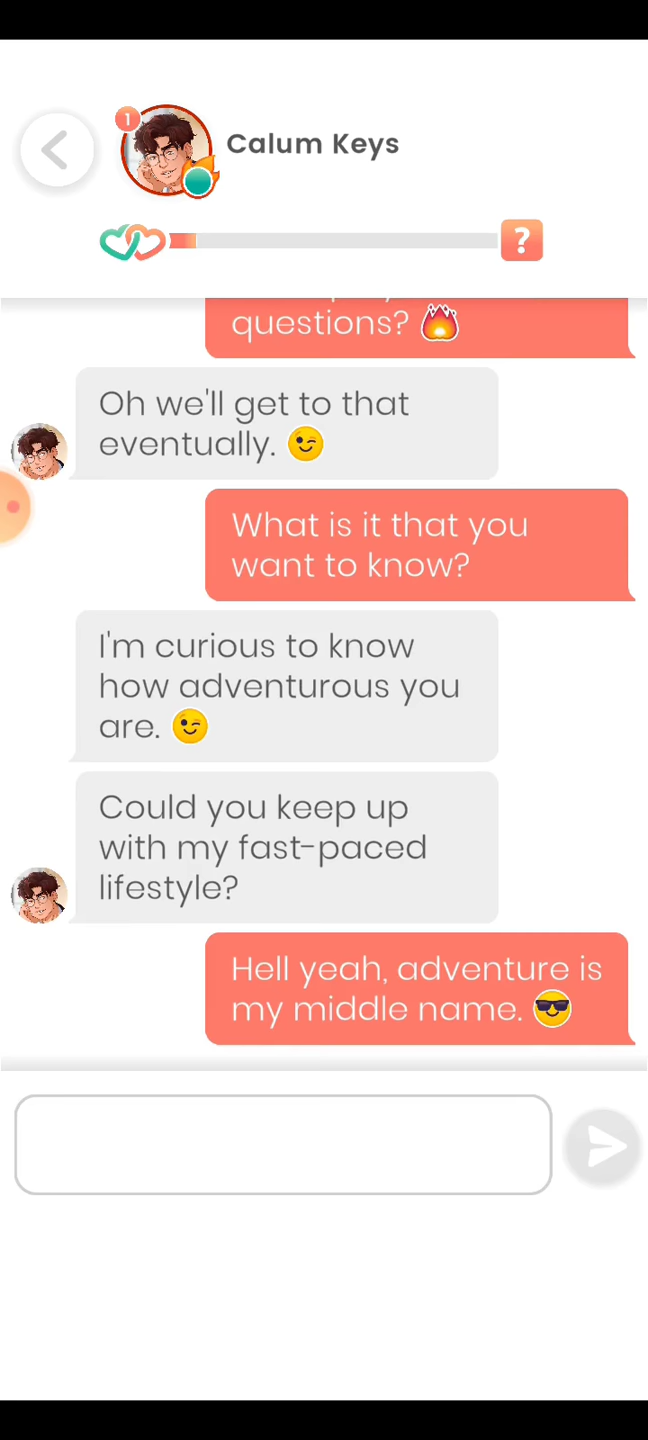 1
Calum Keys
?
questions? 🔥
Oh we'll get to that
eventually. 😉
What is it that you
want to know?
I'm curious to know
how adventurous you
are. 😉
Could you keep up
with my fast-paced
lifestyle?
Hell yeah, adventure is
my middle name. 😎